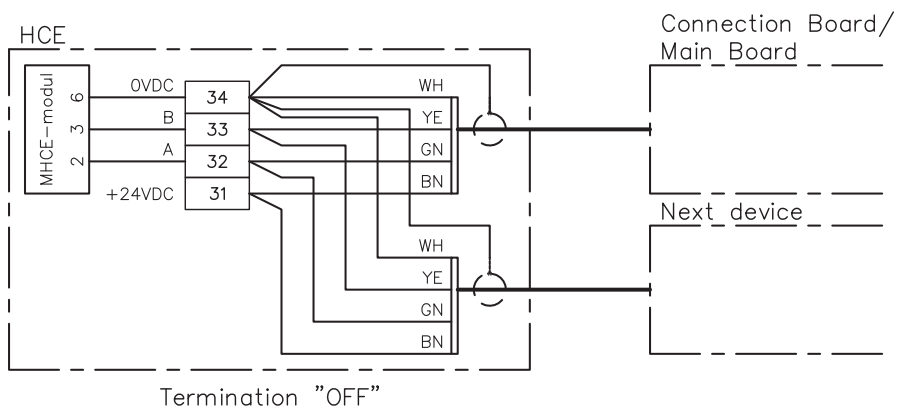 Connection Board/
Main Board
HCE
MHCE-modul
6
3
2
0VDC
B
A
+24VDC
34
33
32
31
WH
YE
GN
BN
Next device
WH
YE
GN
BN
Termination "OFF"